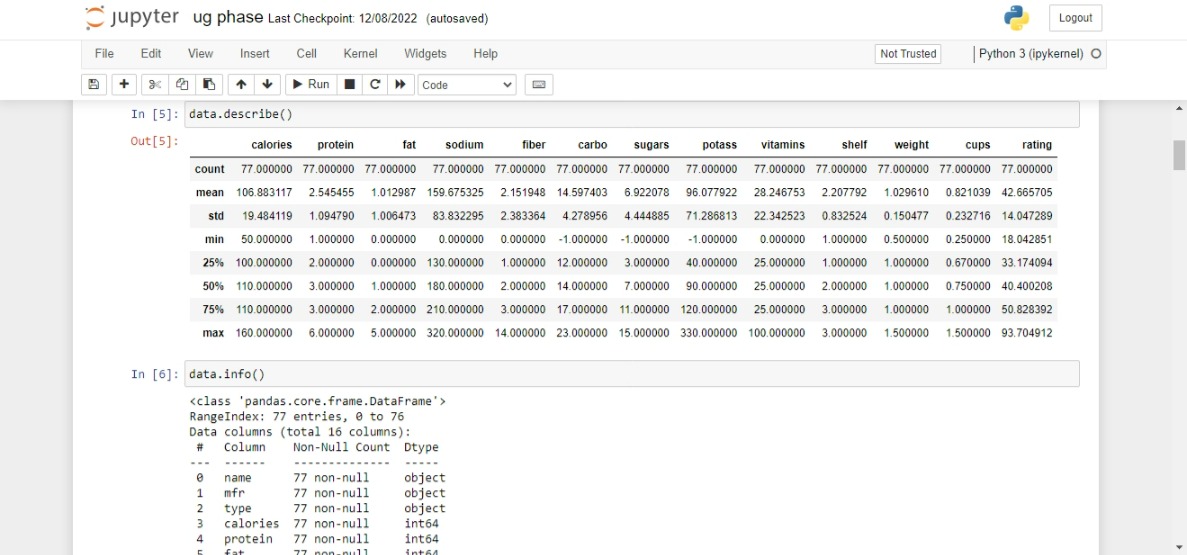 jupyter ug phase Last Checkpoint: 12/08/2022 (autosaved)
Logout
File Edit View Insert Cell Kernel Widgets Help
Not Trusted
Python 3 (ipykernel)
Run
Code
In [5]: data.describe()
Out[5]:
calories protein fat sodium fiber carbo sugars potass vitamins shelf weight cups rating
count 77.000000 77.000000 77.000000 77.000000 77.000000 77.000000 77.000000 77.000000 77.000000 77.000000 77.000000 77.000000 77.000000
mean 106.883117 2.545455 1.012987 159.675325 2.151948 14.597403 6.922078 96.077922 28.246753 2.207792 1.029610 0.821039 42.665705
std 19.484119 1.094790 1.006473 83.832295 2.383364 4.278956 4.444885 71.286813 22.342523 0.832524 0.150477 0.232716 14.047289
min 50.000000 1.000000 0.000000 0.000000 0.000000 -1.000000 -1.000000 -1.000000 0.000000 1.000000 0.500000 0.250000 18.042851
25% 100.000000 2.000000 0.000000 130.000000 1.000000 12.000000 3.000000 40.000000 25.000000 1.000000 1.000000 0.670000 33.174094
50% 110.000000 3.000000 1.000000 180.000000 2.000000 14.000000 7.000000 90.000000 25.000000 2.000000 1.000000 0.750000 40.400208
75% 110.000000 3.000000 2.000000 210.000000 3.000000 17.000000 11.000000 120.000000 25.000000 3.000000 1.000000 1.000000 50.828392
max 160.000000 6.000000 5.000000 320.000000 14.000000 23.000000 15.000000 330.000000 100.000000 3.000000 1.500000 1.500000 93.704912
In [6]: data.info()
<class 'pandas.core.frame.DataFrame'>
RangeIndex: 77 entries, 0 to 76
Data columns (total 16 columns):
# Column Non-Null Count Dtype
--- ------ -------------- -----
0 name 77 non-null object
1 mfr 77 non-null object
2 type 77 non-null object
3 calories 77 non-null int64
4 protein 77 non-null int64
5 fat 77 non-null int64